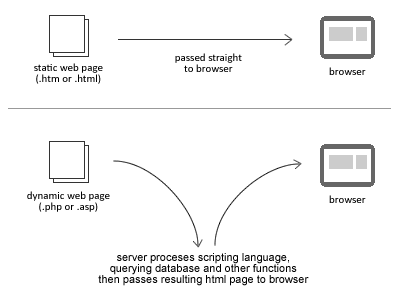 static web page
(.htm or .html)
passed straight
to browser
browser
dynamic web page
(.php or .asp)
browser
server proceses scripting language,
querying database and other functions
then passes resulting html page to browser